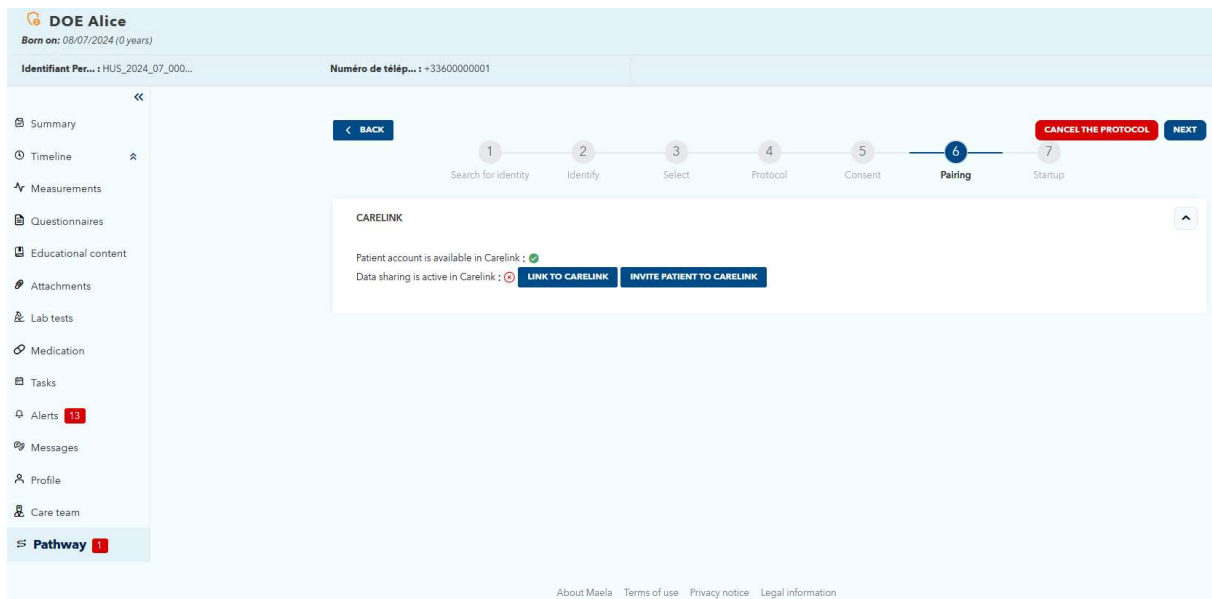 DOE Alice
Born on: 08/07/2024 (0 years)
Identifiant Per... : HUS_2024_07_000...
Numéro de télép... : +33600000001
«
Summary
Timeline
Measurements
Questionnaires
Educational content
Attachments
Lab tests
Medication
Tasks
Alerts 13
Messages
Profile
Care team
Pathway 1
BACK
CANCEL THE PROTOCOL
NEXT
1 2 3 4 5 6 7
Search for identity Identify Select Protocol Consent Pairing Startup
CARELINK
Patient account is available in Carelink :
Data sharing is active in Carelink : LINK TO CARELINK INVITE PATIENT TO CARELINK
About Maela Terms of use Privacy notice Legal information